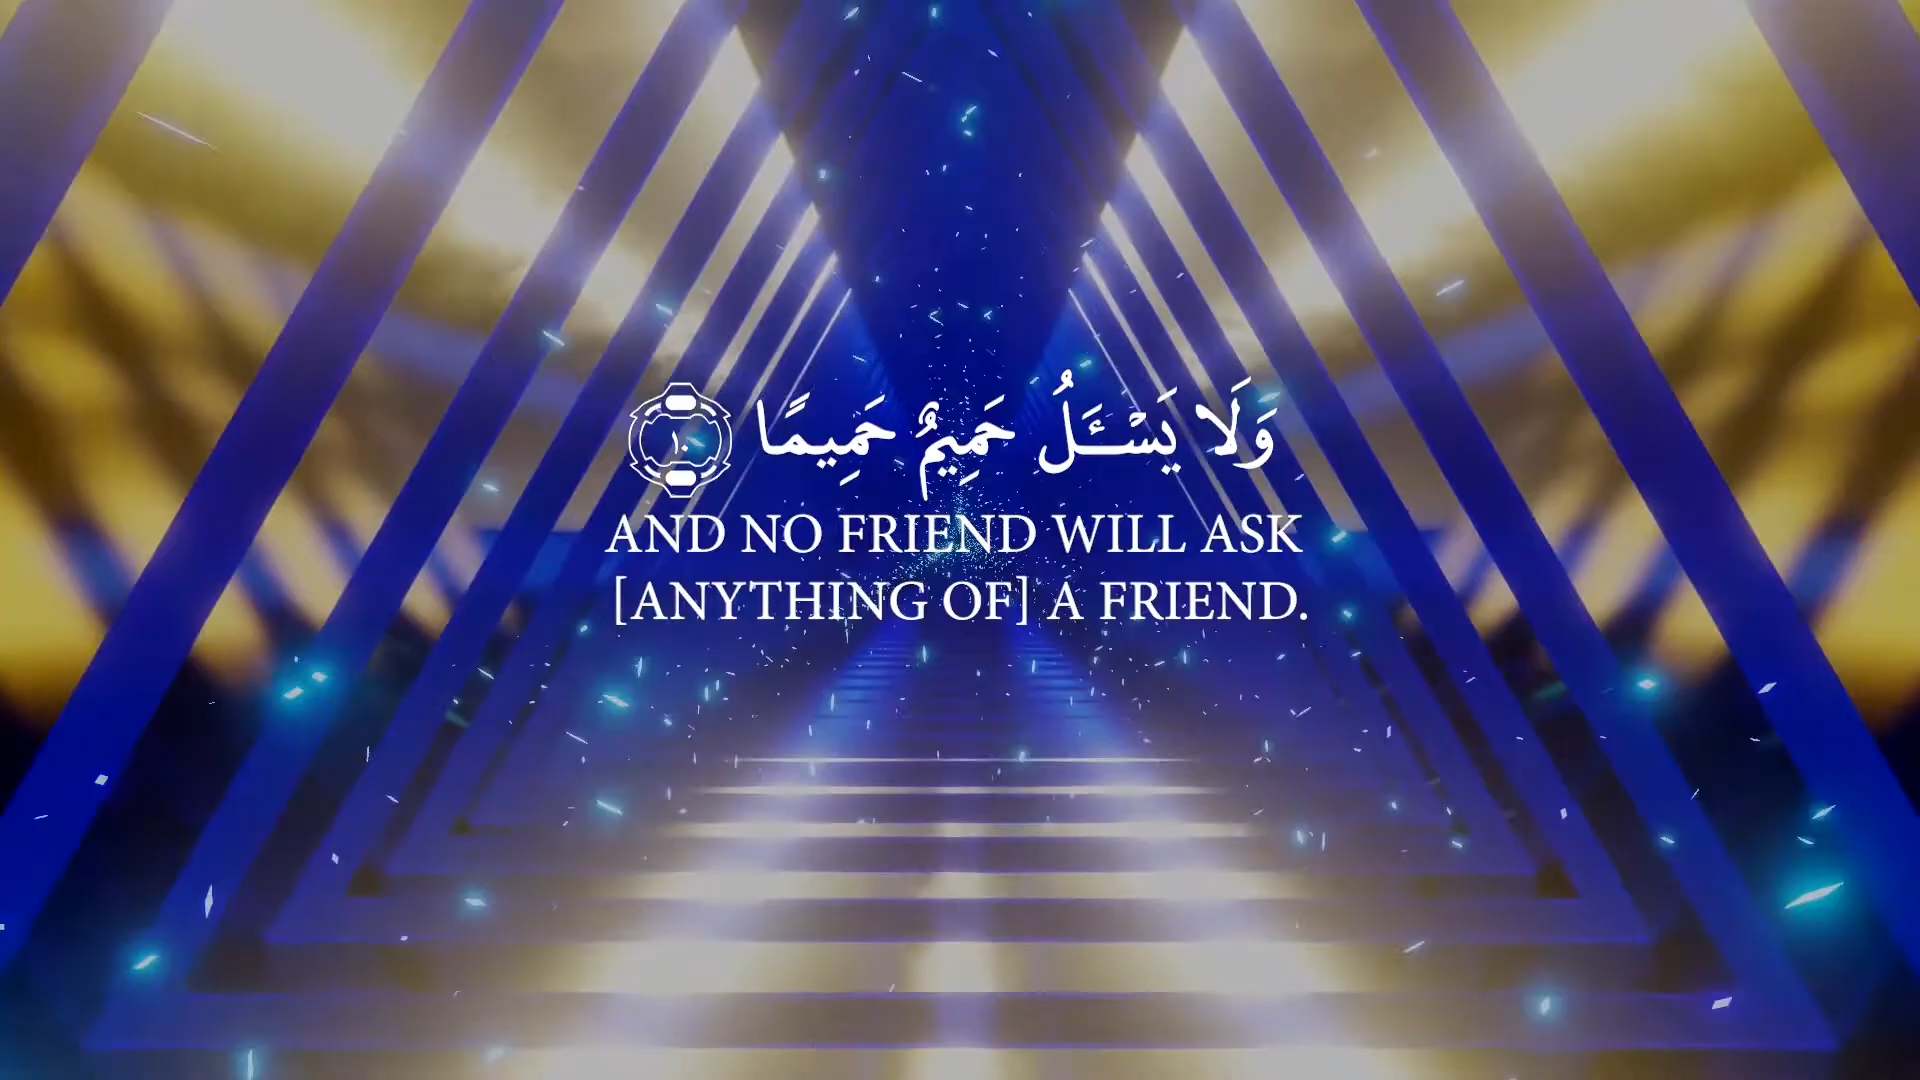 وَلَا يَسْـَٔلُ حَمِيمٌ حَمِيمًا ١٠
AND NO FRIEND WILL ASK
[ANYTHING OF] A FRIEND.